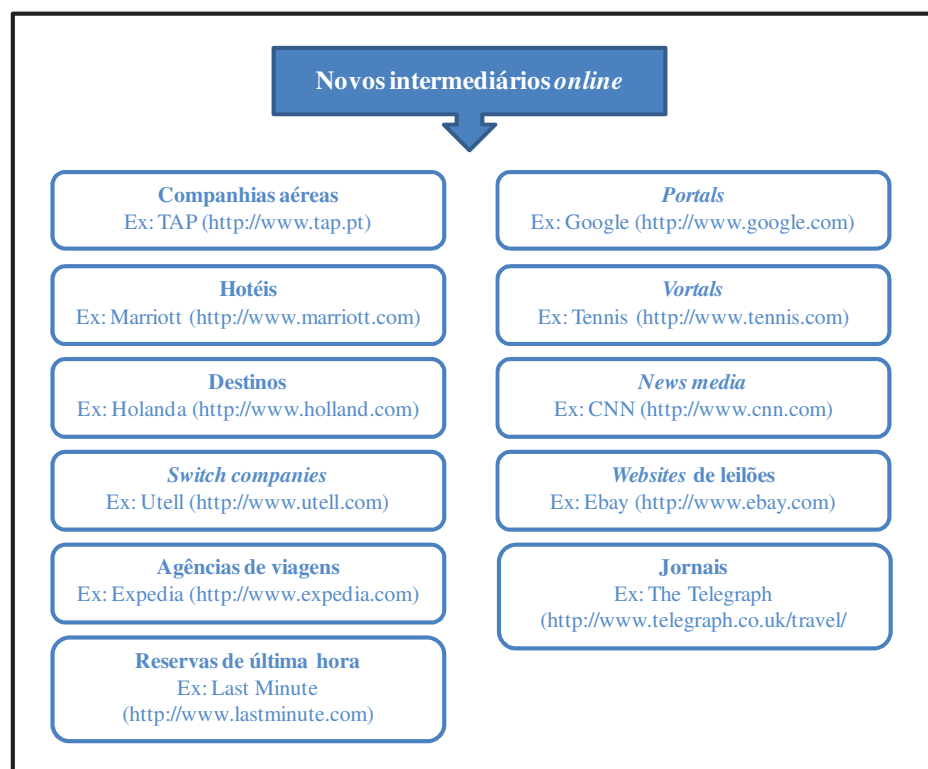 Novos intermediários online
Companhias aéreas
Ex: TAP (http://www.tap.pt)
Hotéis
Ex: Marriott (http://www.marriott.com)
Destinos
Ex: Holanda (http://www.holland.com)
Switch companies
Ex: Utell (http://www.utell.com)
Agências de viagens
Ex: Expedia (http://www.expedia.com)
Reservas de última hora
Ex: Last Minute
(http://www.lastminute.com)
Portals
Ex: Google (http://www.google.com)
Vortals
Ex: Tennis (http://www.tennis.com)
News media
Ex: CNN (http://www.cnn.com)
Websites de leilões
Ex: Ebay (http://www.ebay.com)
Jornais
Ex: The Telegraph
(http://www.telegraph.co.uk/travel/